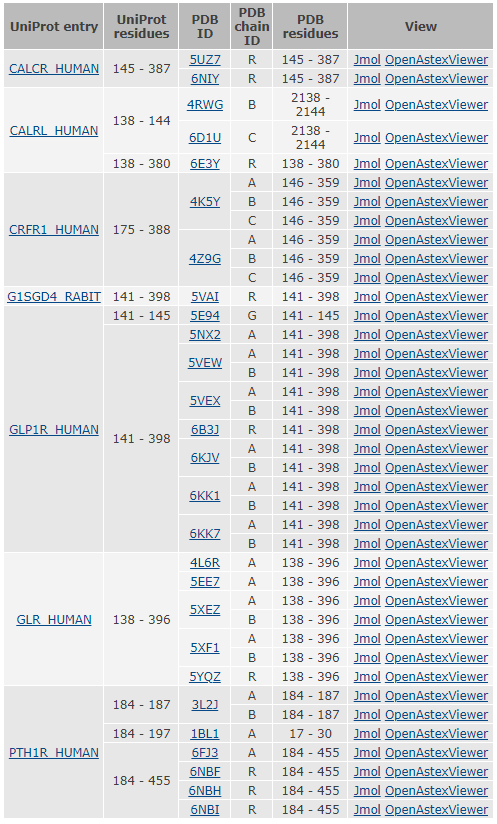 UniProt entry UniProt residues PDB ID PDB chain ID PDB residues View
CALCR_HUMAN 145 - 387 5UZ7 R 145 - 387 Jmol OpenAstexViewer
6NIY R 145 - 387 Jmol OpenAstexViewer
CALRL_HUMAN 138 - 144 4RWG B 2138 - 2144 Jmol OpenAstexViewer
6D1U C 2138 - 2144 Jmol OpenAstexViewer
138 - 380 6E3Y R 138 - 380 Jmol OpenAstexViewer
CRFR1_HUMAN 175 - 388 4K5Y A 146 - 359 Jmol OpenAstexViewer
B 146 - 359 Jmol OpenAstexViewer
C 146 - 359 Jmol OpenAstexViewer
4Z9G A 146 - 359 Jmol OpenAstexViewer
B 146 - 359 Jmol OpenAstexViewer
C 146 - 359 Jmol OpenAstexViewer
G1SGD4_RABIT 141 - 398 5VAI R 141 - 398 Jmol OpenAstexViewer
GLP1R_HUMAN 141 - 145 5E94 G 141 - 145 Jmol OpenAstexViewer
141 - 398 5NX2 A 141 - 398 Jmol OpenAstexViewer
5VEW A 141 - 398 Jmol OpenAstexViewer
B 141 - 398 Jmol OpenAstexViewer
5VEX A 141 - 398 Jmol OpenAstexViewer
B 141 - 398 Jmol OpenAstexViewer
6B3J R 141 - 398 Jmol OpenAstexViewer
6KJV A 141 - 398 Jmol OpenAstexViewer
B 141 - 398 Jmol OpenAstexViewer
6KK1 A 141 - 398 Jmol OpenAstexViewer
B 141 - 398 Jmol OpenAstexViewer
6KK7 A 141 - 398 Jmol OpenAstexViewer
B 141 - 398 Jmol OpenAstexViewer
GLR_HUMAN 138 - 396 4L6R A 138 - 396 Jmol OpenAstexViewer
5EE7 A 138 - 396 Jmol OpenAstexViewer
5XEZ A 138 - 396 Jmol OpenAstexViewer
B 138 - 396 Jmol OpenAstexViewer
5XF1 A 138 - 396 Jmol OpenAstexViewer
B 138 - 396 Jmol OpenAstexViewer
5YQZ R 138 - 396 Jmol OpenAstexViewer
PTH1R_HUMAN 184 - 187 3L2J A 184 - 187 Jmol OpenAstexViewer
B 184 - 187 Jmol OpenAstexViewer
184 - 197 1BL1 A 17 - 30 Jmol OpenAstexViewer
184 - 455 6FJ3 A 184 - 455 Jmol OpenAstexViewer
6NBF R 184 - 455 Jmol OpenAstexViewer
6NBH R 184 - 455 Jmol OpenAstexViewer
6NBI R 184 - 455 Jmol OpenAstexViewer